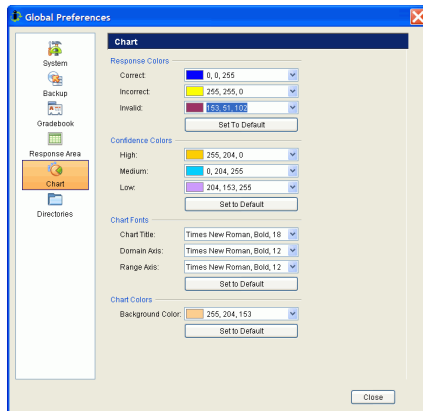 Global Preferences
System
Backup
Gradebook
Response Area
Chart
Directories
Chart
Response Colors
Correct: 0, 0, 255
Incorrect: 255, 255, 0
Invalid: 153, 51, 102
Set To Default
Confidence Colors
High: 255, 204, 0
Medium: 0, 204, 255
Low: 204, 153, 255
Set to Default
Chart Fonts
Chart Title: Times New Roman, Bold, 18
Domain Axis: Times New Roman, Bold, 12
Range Axis: Times New Roman, Bold, 12
Set to Default
Chart Colors
Background Color: 255, 204, 153
Set to Default
Close